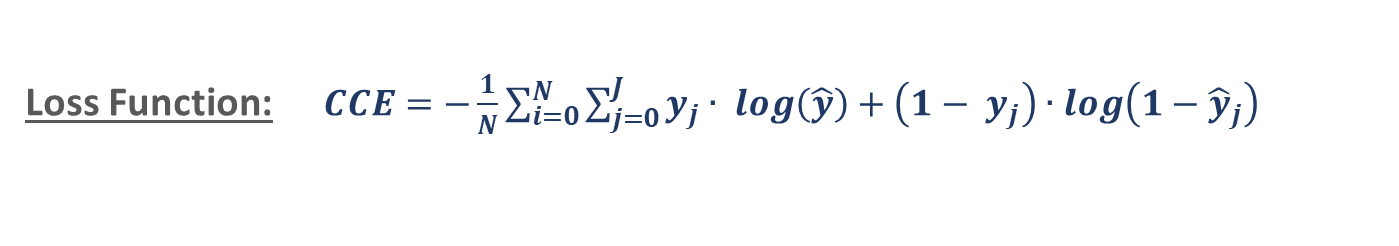 Loss Function: CCE = − 1/N ∑_{i=0}^{N} ∑_{j=0}^{J} y_j · log(ŷ) + (1 − y_j) · log(1 − ŷ_j)